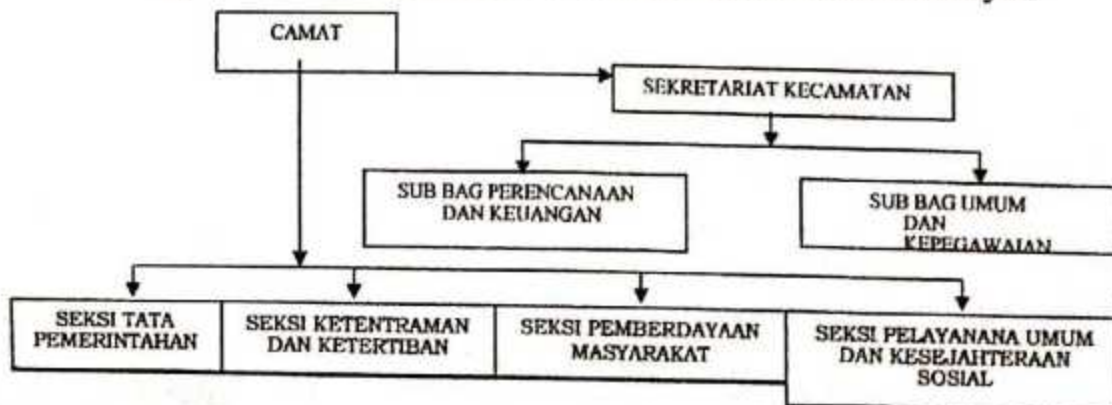 CAMAT
SEKRETARIAT KECAMATAN
SUB BAG PERENCANAAN
DAN KEUANGAN
SUB BAG UMUM
DAN
KEPEGAWAIAN
SEKSI TATA
PEMERINTAHAN
SEKSI KETENTRAMAN
DAN KETERTIBAN
SEKSI PEMBERDAYAAN
MASYARAKAT
SEKSI PELAYANANA UMUM
DAN KESEJAHTERAAN
SOSIAL